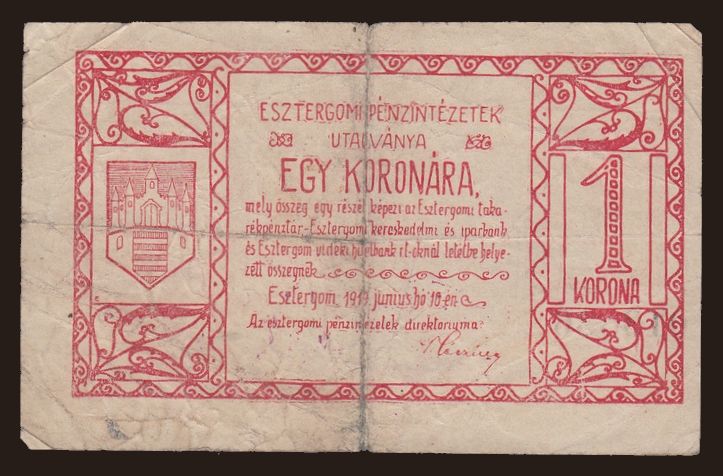 ESZTERGOMI PÉNZINTÉZETEK
UTALVÁNYA
EGY KORONÁRA,
mely összeg egy részét képezi az Esztergomi taka-
rékpénztár-Esztergomi kereskedelmi és iparbank
és Esztergom vidéki hitelbank rt.-oknál letétbe helye-
zett összegnek
Esztergom, 1919 junius hó 10-én
Az esztergomi pénzintézetek direktoriuma:
1
KORONA